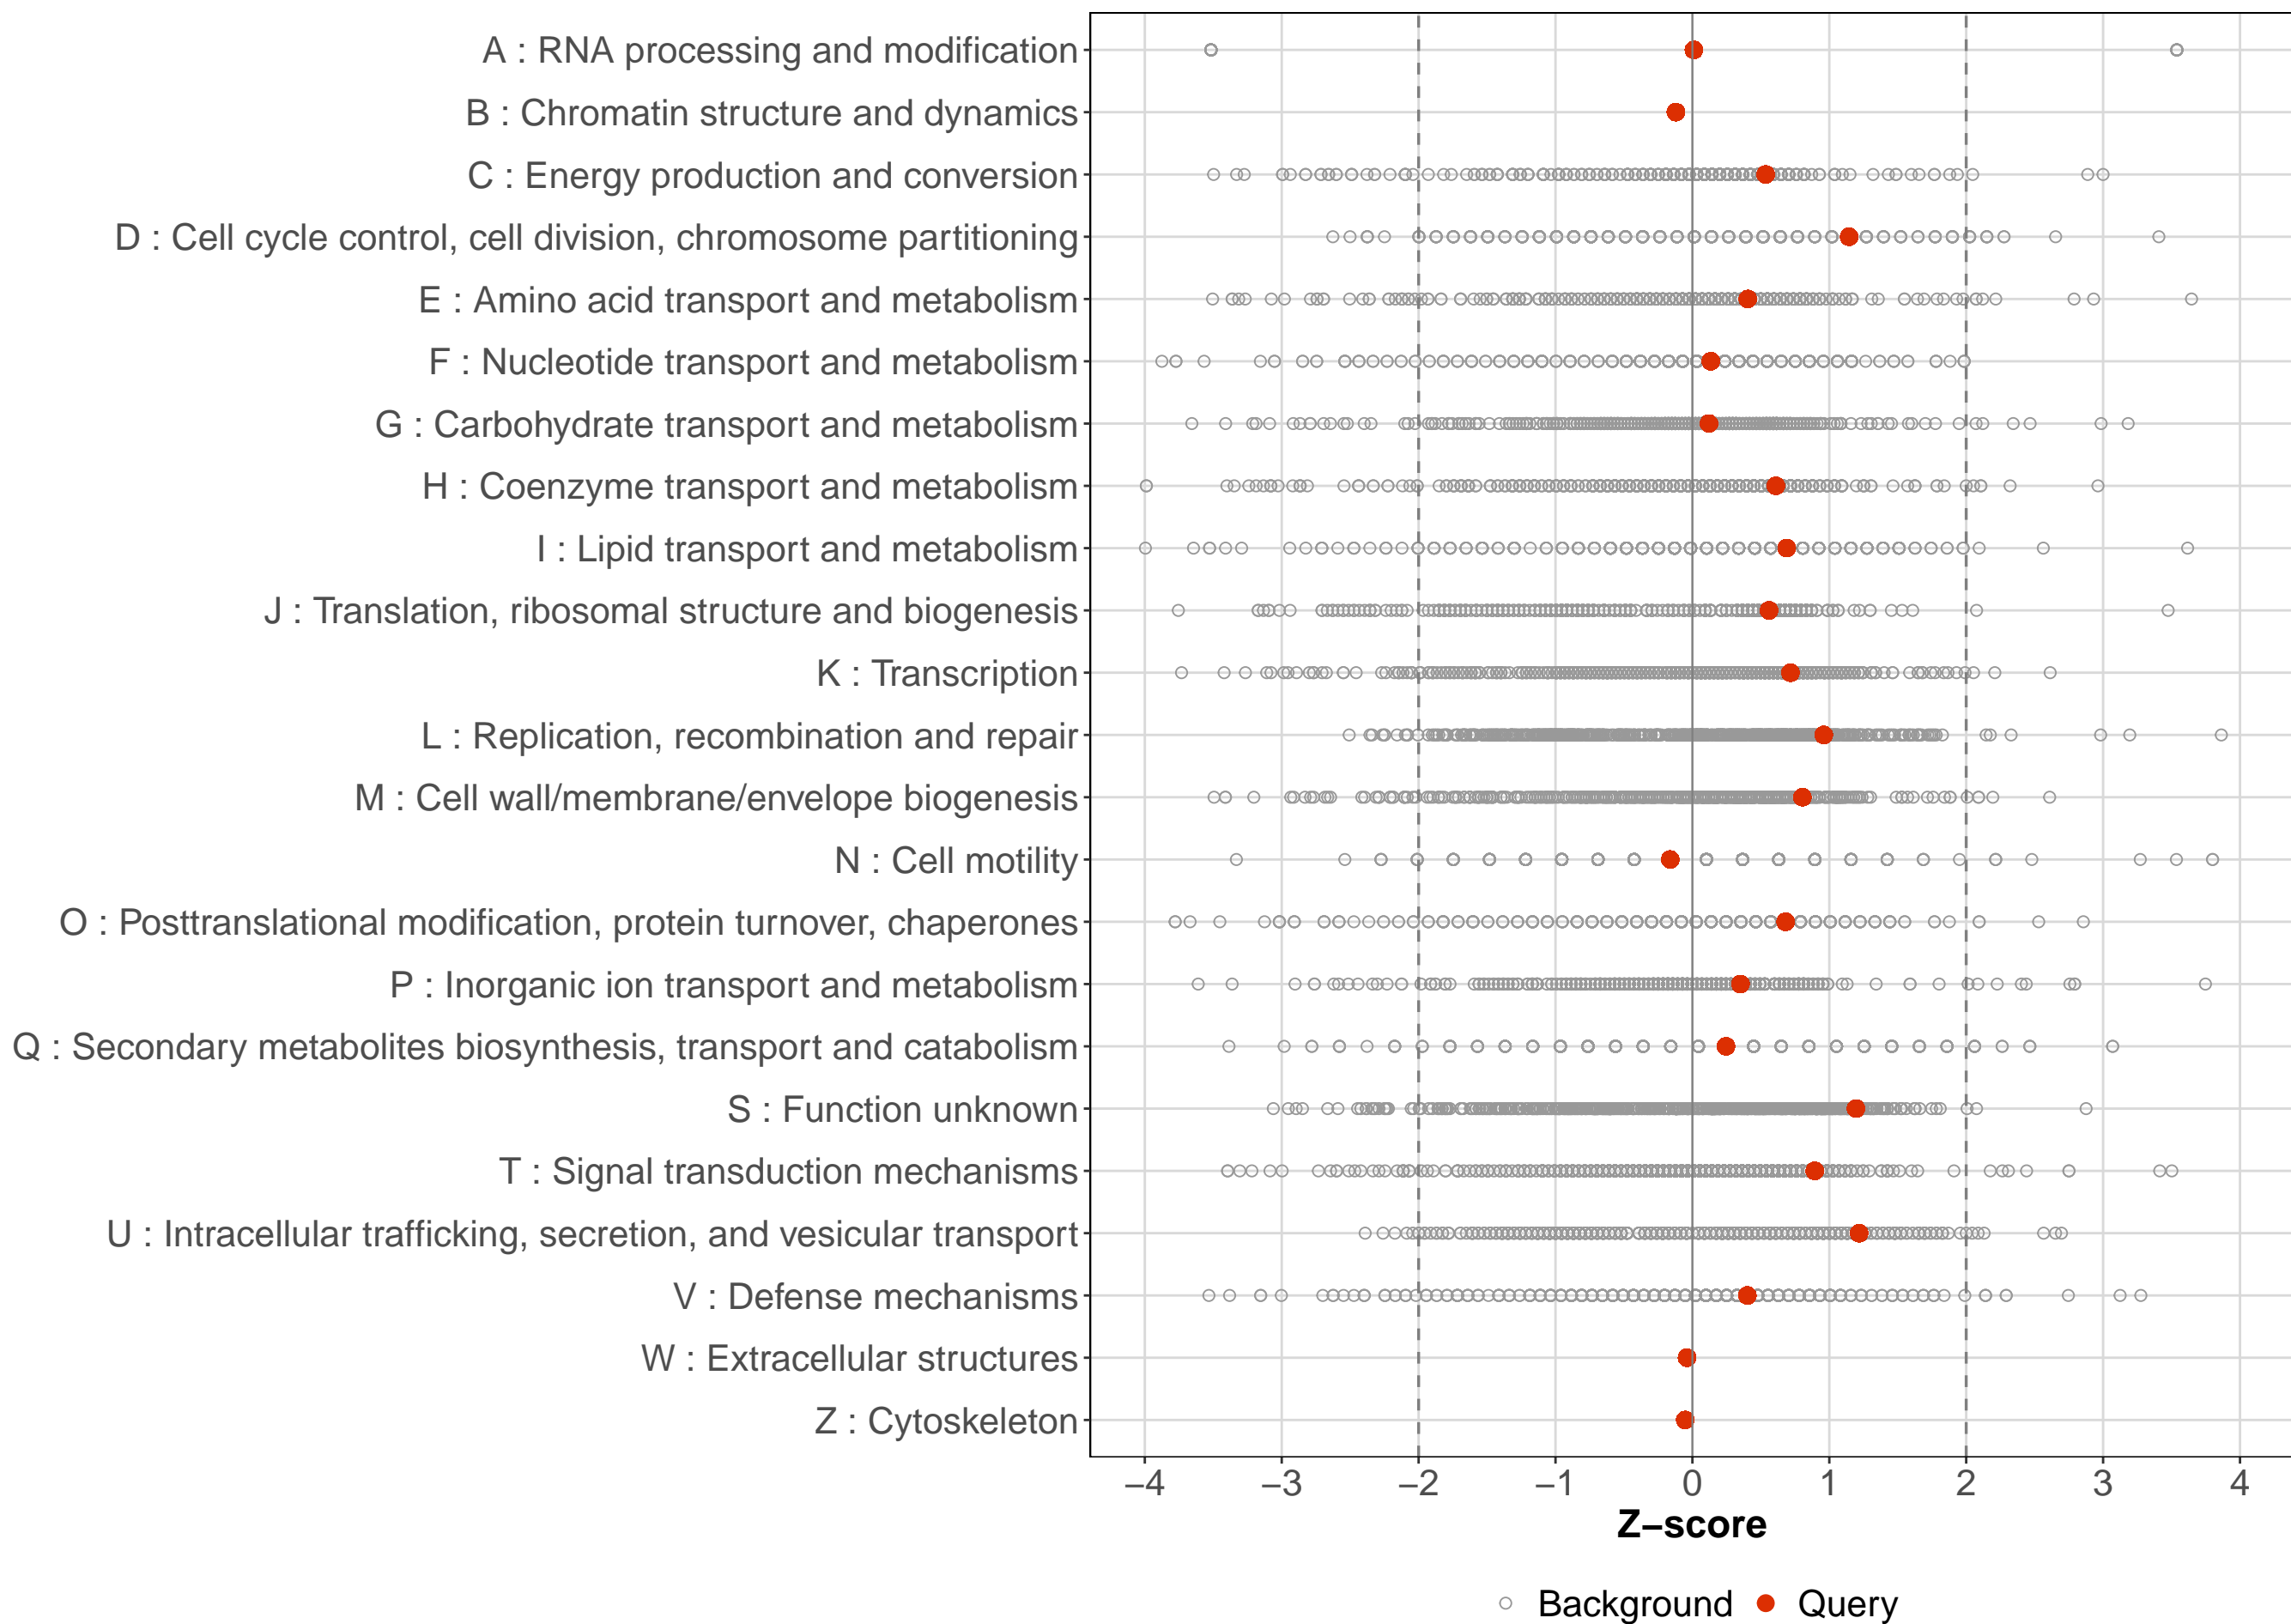 A : RNA processing and modification
B : Chromatin structure and dynamics
C : Energy production and conversion
D : Cell cycle control, cell division, chromosome partitioning
E : Amino acid transport and metabolism
F : Nucleotide transport and metabolism
G : Carbohydrate transport and metabolism
H : Coenzyme transport and metabolism
I : Lipid transport and metabolism
J : Translation, ribosomal structure and biogenesis
K : Transcription
L : Replication, recombination and repair
M : Cell wall/membrane/envelope biogenesis
N : Cell motility
O : Posttranslational modification, protein turnover, chaperones
P : Inorganic ion transport and metabolism
Q : Secondary metabolites biosynthesis, transport and catabolism
S : Function unknown
T : Signal transduction mechanisms
U : Intracellular trafficking, secretion, and vesicular transport
V : Defense mechanisms
W : Extracellular structures
Z : Cytoskeleton
−4 −3 −2 −1 0 1 2 3 4
Z−score
Background Query